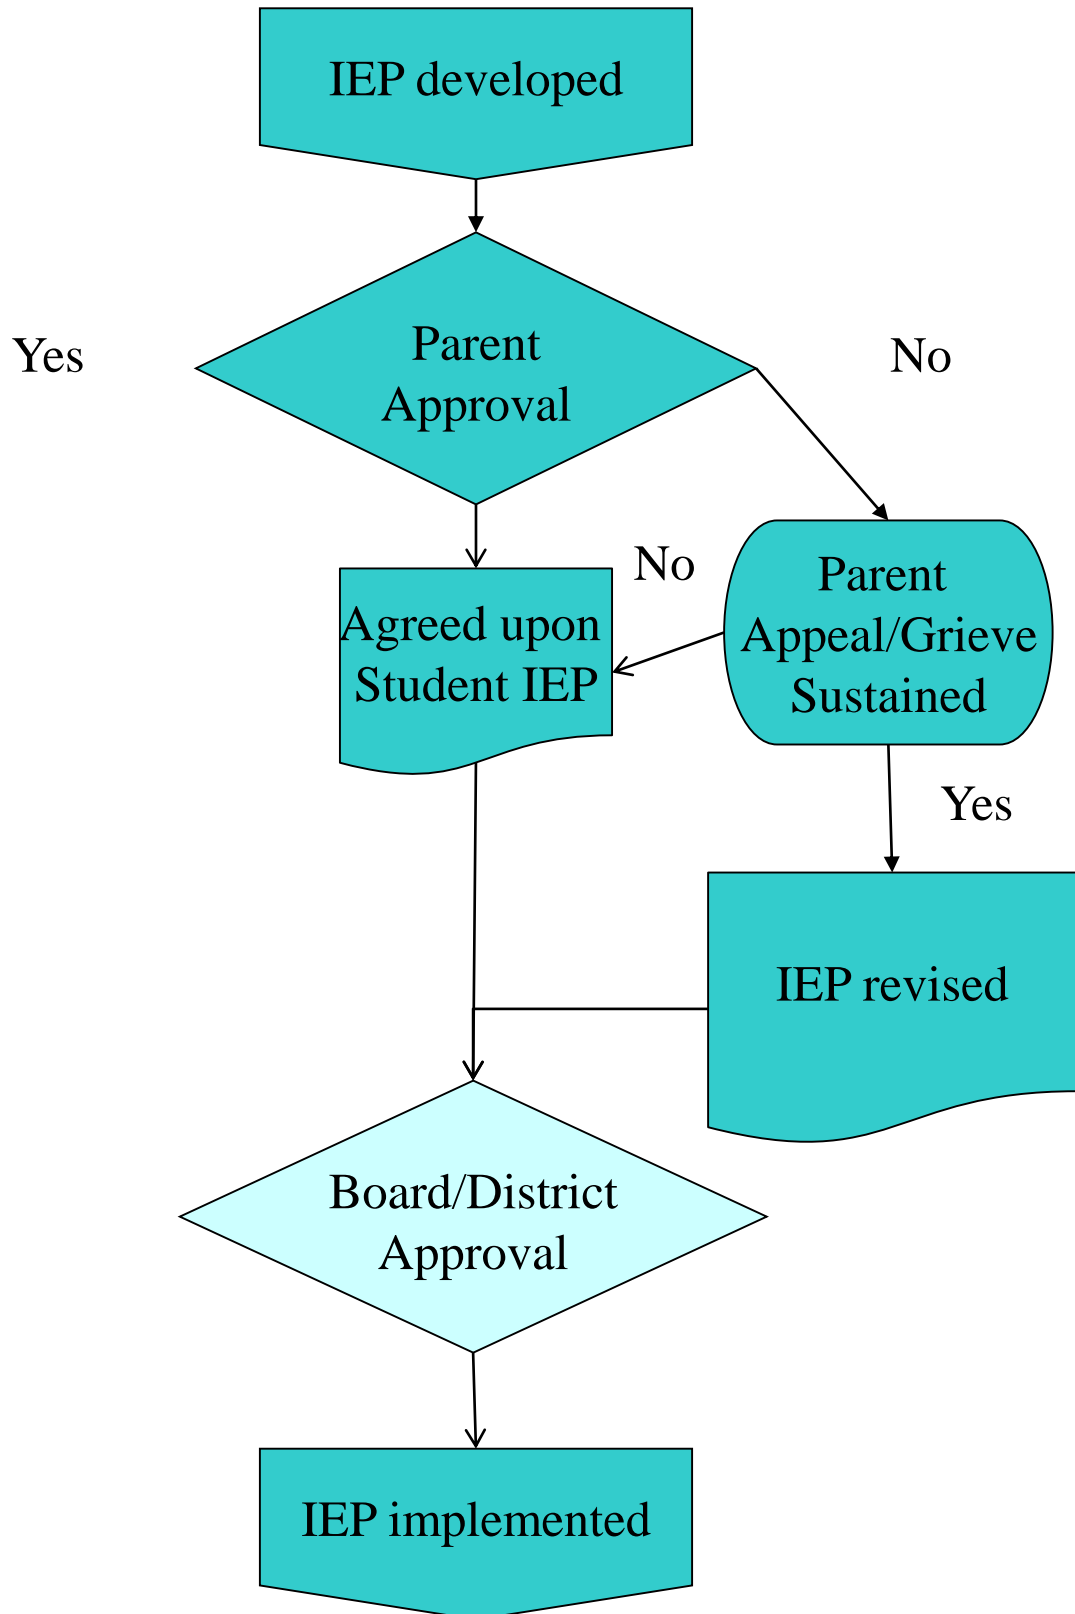 IEP developed
Yes
Parent
Approval
No
Agreed upon
Student IEP
No
Parent
Appeal/Grieve
Sustained
Yes
IEP revised
Board/District
Approval
IEP implemented